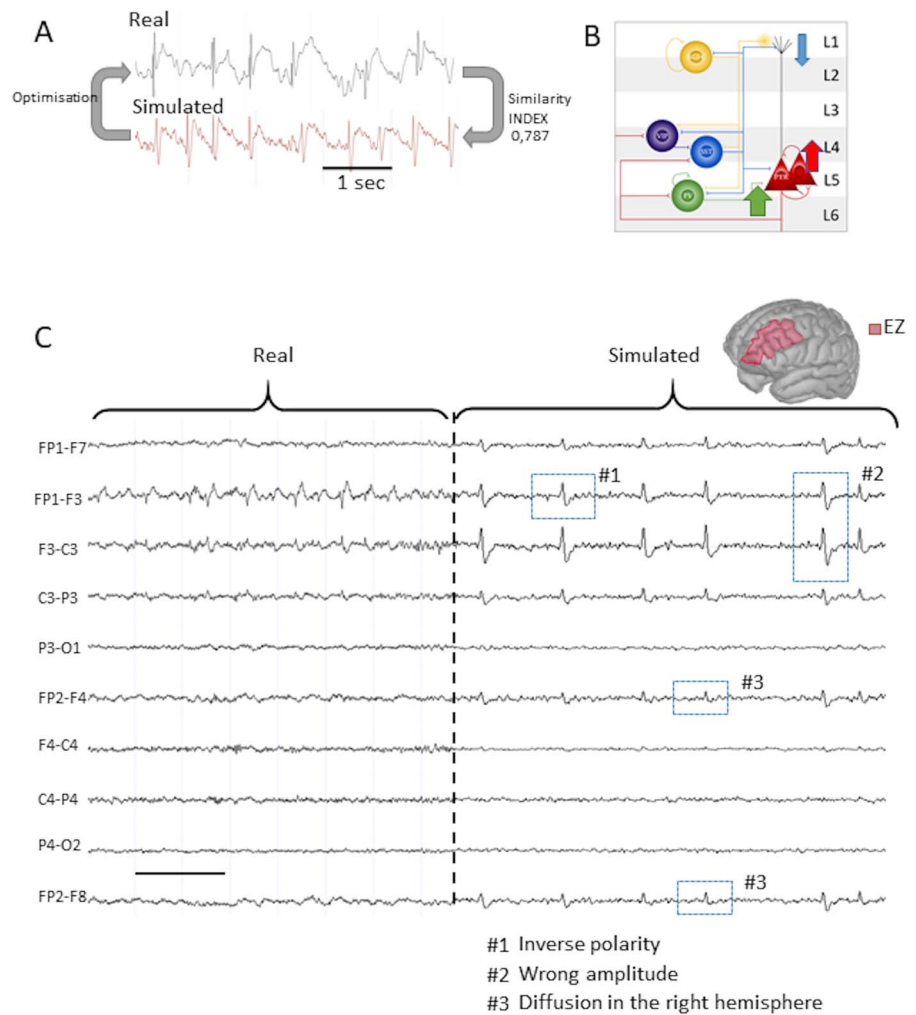 A
Real
Optimisation
Simulated
Similarity
INDEX
0,787
1 sec
B
L1
L2
L3
L4
L5
L6
C
EZ
Real
Simulated
FP1-F7
#1
#2
FP1-F3
F3-C3
C3-P3
P3-O1
#3
FP2-F4
F4-C4
C4-P4
P4-O2
#3
FP2-F8
#1 Inverse polarity
#2 Wrong amplitude
#3 Diffusion in the right hemisphere